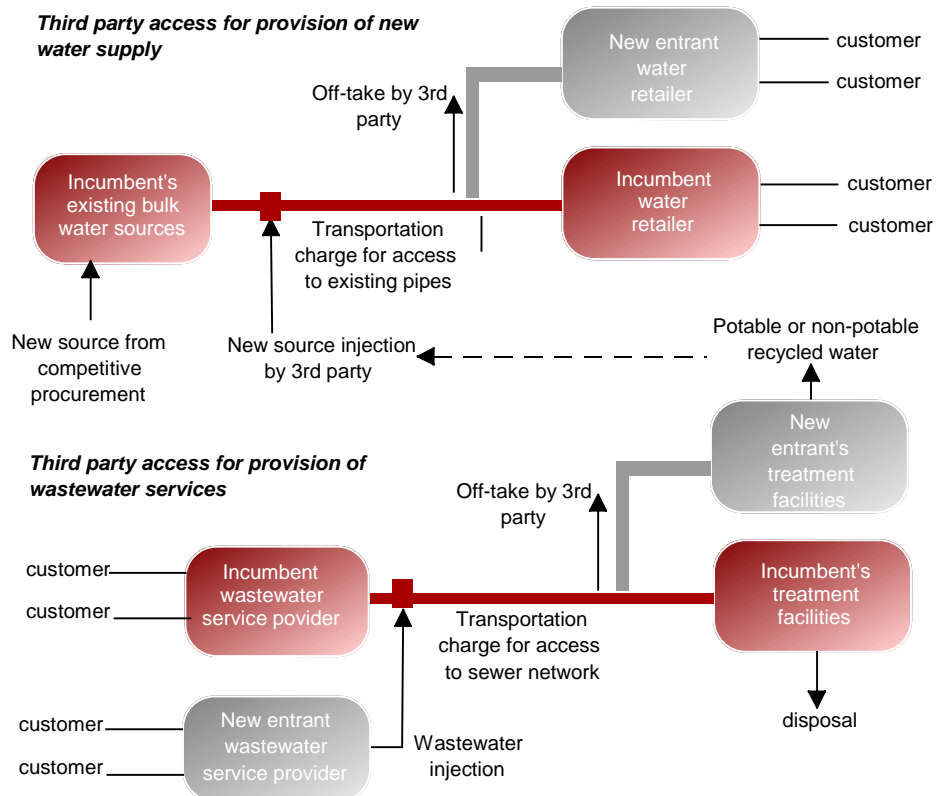 Third party access for provision of new
water supply
New entrant
water
retailer
customer
customer
Off-take by 3rd
party
Incumbent's
existing bulk
water sources
Incumbent
water
retailer
customer
customer
Transportation
charge for access
to existing pipes
New source from
competitive
procurement
New source injection
by 3rd party
Potable or non-potable
recycled water
New
entrant's
treatment
facilities
Third party access for provision of
wastewater services
Off-take by 3rd
party
customer
customer
Incumbent
wastewater
service povider
Incumbent's
treatment
facilities
Transportation
charge for access
to sewer network
customer
customer
New entrant
wastewater
service provider
Wastewater
injection
disposal